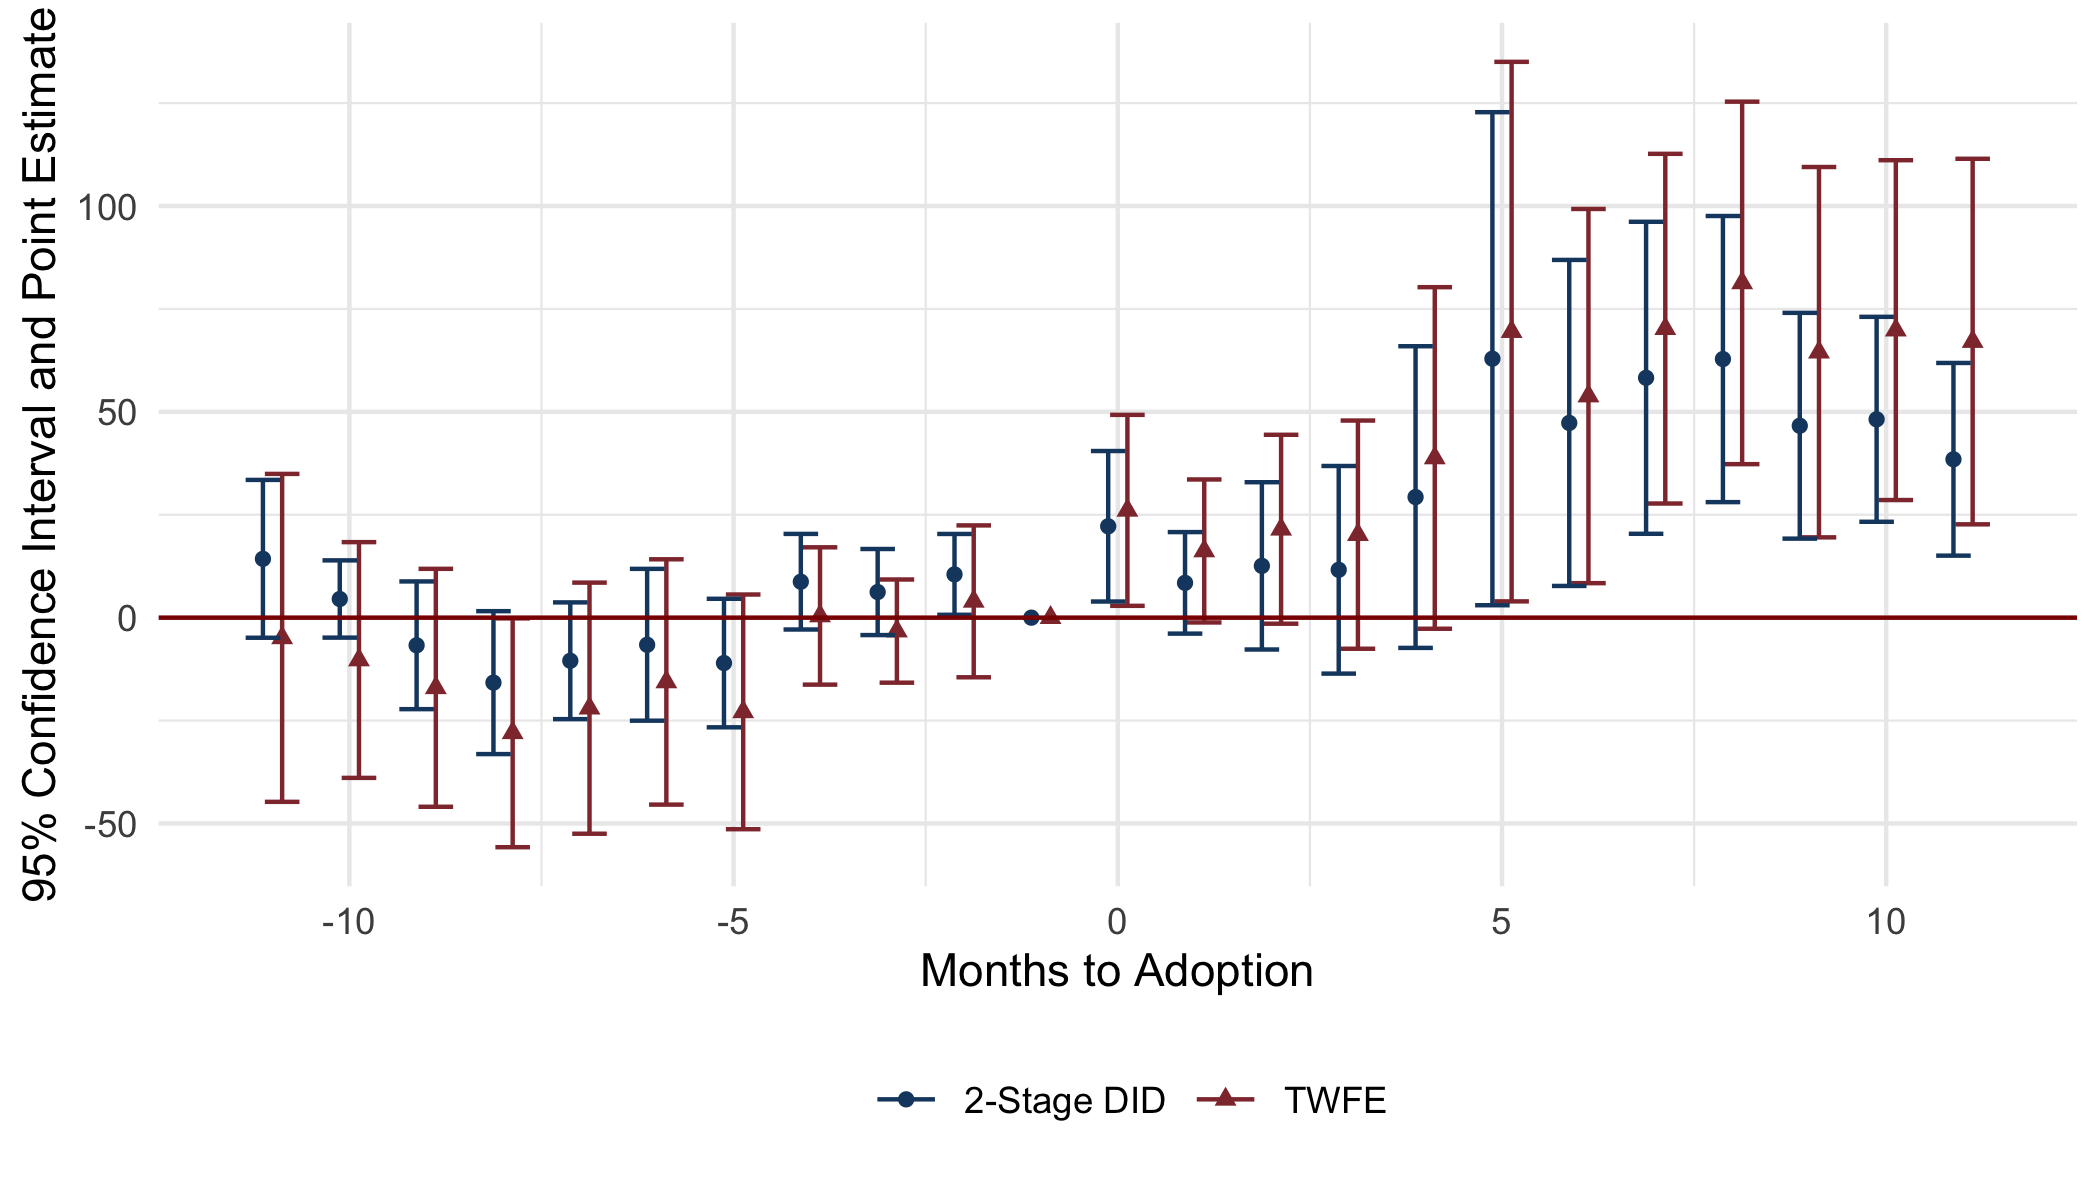 95% Confidence Interval and Point Estimate
100
50
0
-50
-10 -5 0 5 10
Months to Adoption
2-Stage DID TWFE